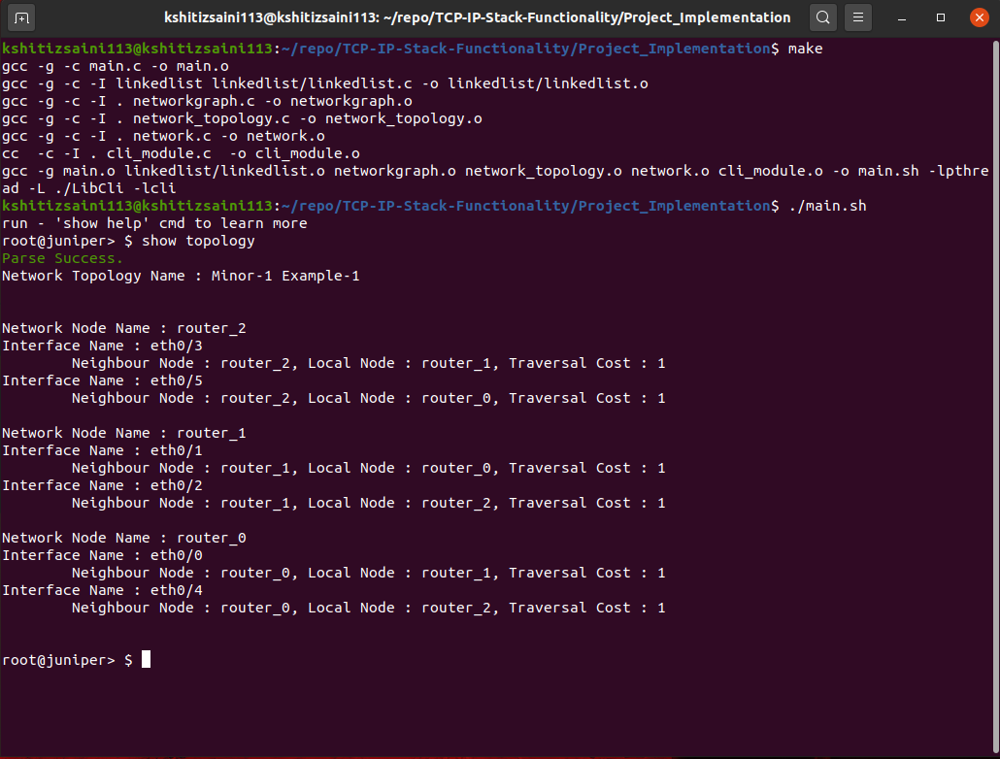 kshitizsaini113@kshitizsaini113: ~/repo/TCP-IP-Stack-Functionality/Project_Implementation
kshitizsaini113@kshitizsaini113:~/repo/TCP-IP-Stack-Functionality/Project_Implementation$ make
gcc -g -c main.c -o main.o
gcc -g -c -I linkedlist linkedlist/linkedlist.c -o linkedlist/linkedlist.o
gcc -g -c -I . networkgraph.c -o networkgraph.o
gcc -g -c -I . network_topology.c -o network_topology.o
gcc -g -c -I . network.c -o network.o
cc  -c -I . cli_module.c  -o cli_module.o
gcc -g main.o linkedlist/linkedlist.o networkgraph.o network_topology.o network.o cli_module.o -o main.sh -lpthre
ad -L ./LibCli -lcli
kshitizsaini113@kshitizsaini113:~/repo/TCP-IP-Stack-Functionality/Project_Implementation$ ./main.sh
run - 'show help' cmd to learn more
root@juniper> $ show topology
Parse Success.
Network Topology Name : Minor-1 Example-1
Network Node Name : router_2
Interface Name : eth0/3
        Neighbour Node : router_2, Local Node : router_1, Traversal Cost : 1
Interface Name : eth0/5
        Neighbour Node : router_2, Local Node : router_0, Traversal Cost : 1
Network Node Name : router_1
Interface Name : eth0/1
        Neighbour Node : router_1, Local Node : router_0, Traversal Cost : 1
Interface Name : eth0/2
        Neighbour Node : router_1, Local Node : router_2, Traversal Cost : 1
Network Node Name : router_0
Interface Name : eth0/0
        Neighbour Node : router_0, Local Node : router_1, Traversal Cost : 1
Interface Name : eth0/4
        Neighbour Node : router_0, Local Node : router_2, Traversal Cost : 1
root@juniper> $